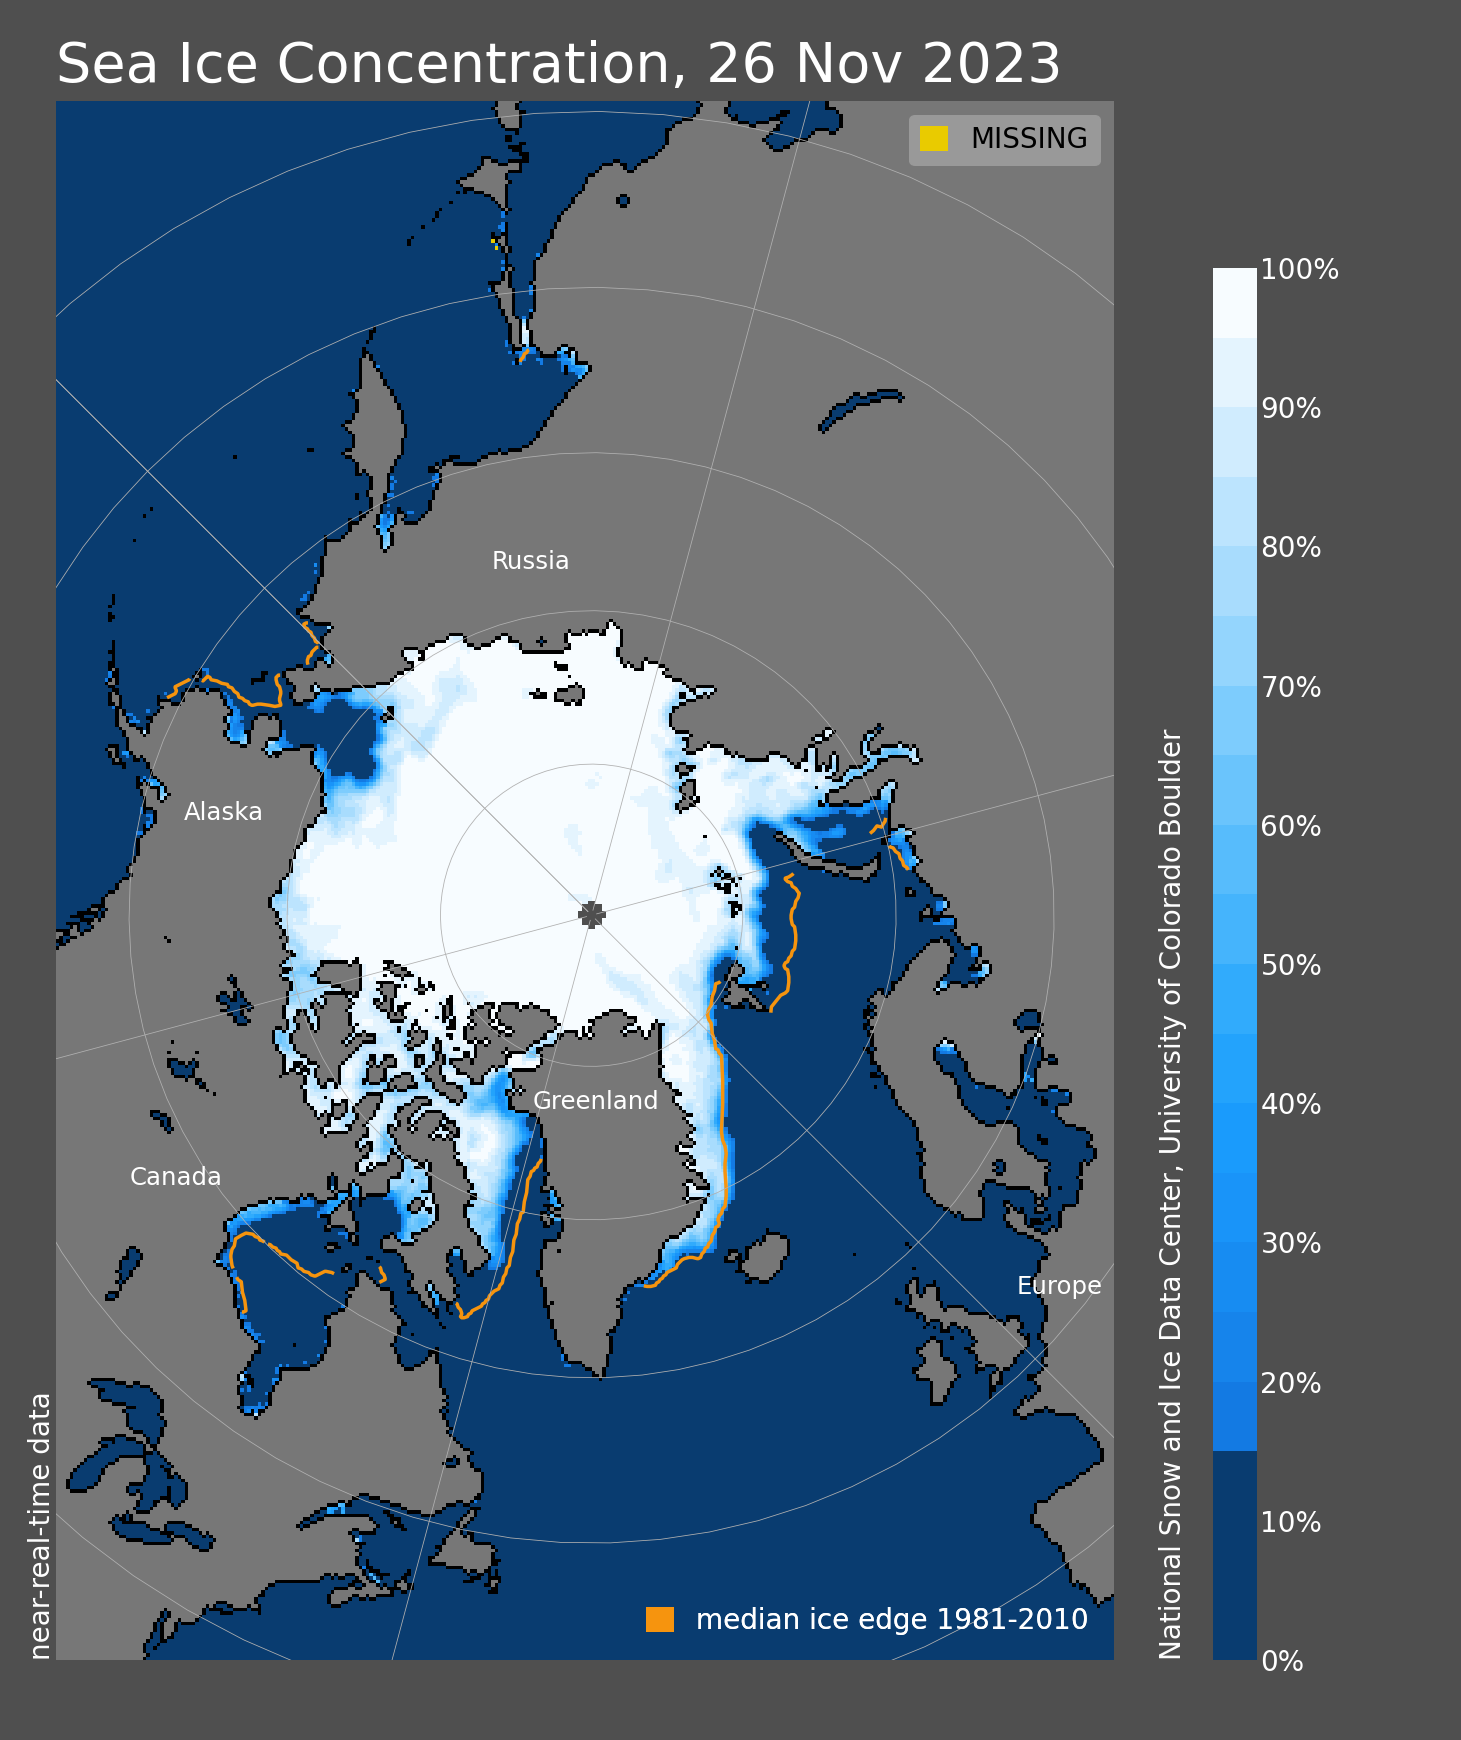 Sea Ice Concentration, 26 Nov 2023
MISSING
100%
90%
80%
70%
60%
50%
40%
30%
20%
10%
0%
Russia
Alaska
Greenland
Canada
Europe
median ice edge 1981-2010
near-real-time data
National Snow and Ice Data Center, University of Colorado Boulder